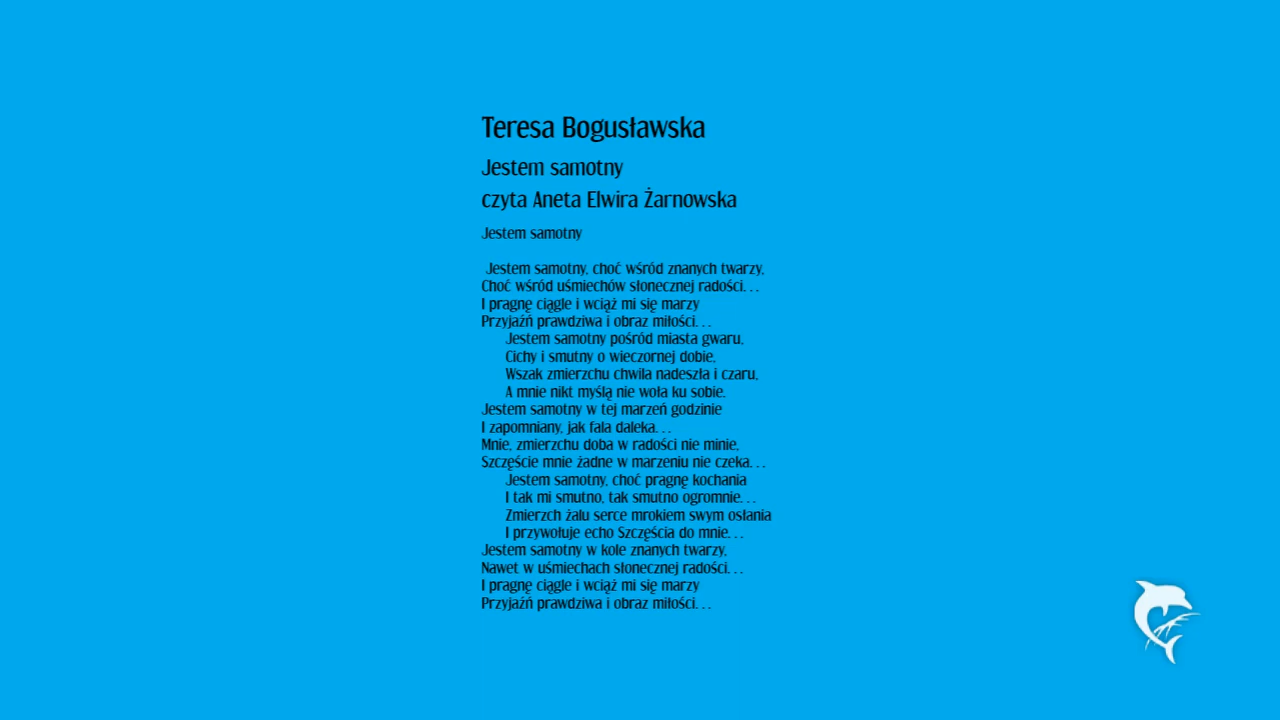 Teresa Bogusławska
Jestem samotny
czyta Aneta Elwira Żarnowska
Jestem samotny
Jestem samotny, choć wśród znanych twarzy,
Choć wśród uśmiechów słonecznej radości. . .
I pragnę ciągle i wciąż mi się marzy
Przyjaźń prawdziwa i obraz miłości. . .
Jestem samotny pośród miasta gwaru,
Cichy i smutny o wieczornej dobie,
Wszak zmierzchu chwila nadeszła i czaru,
A mnie nikt myślą nie woła ku sobie.
Jestem samotny w tej marzeń godzinie
I zapomniany, jak fala daleka. . .
Mnie, zmierzchu doba w radości nie minie,
Szczęście mnie żadne w marzeniu nie czeka. . .
Jestem samotny, choć pragnę kochania
I tak mi smutno, tak smutno ogromnie. . .
Zmierzch żalu serce mrokiem swym osłania
I przywołuje echo Szczęścia do mnie. . .
Jestem samotny w kole znanych twarzy,
Nawet w uśmiechach słonecznej radości. . .
I pragnę ciągle i wciąż mi się marzy
Przyjaźń prawdziwa i obraz miłości. . .